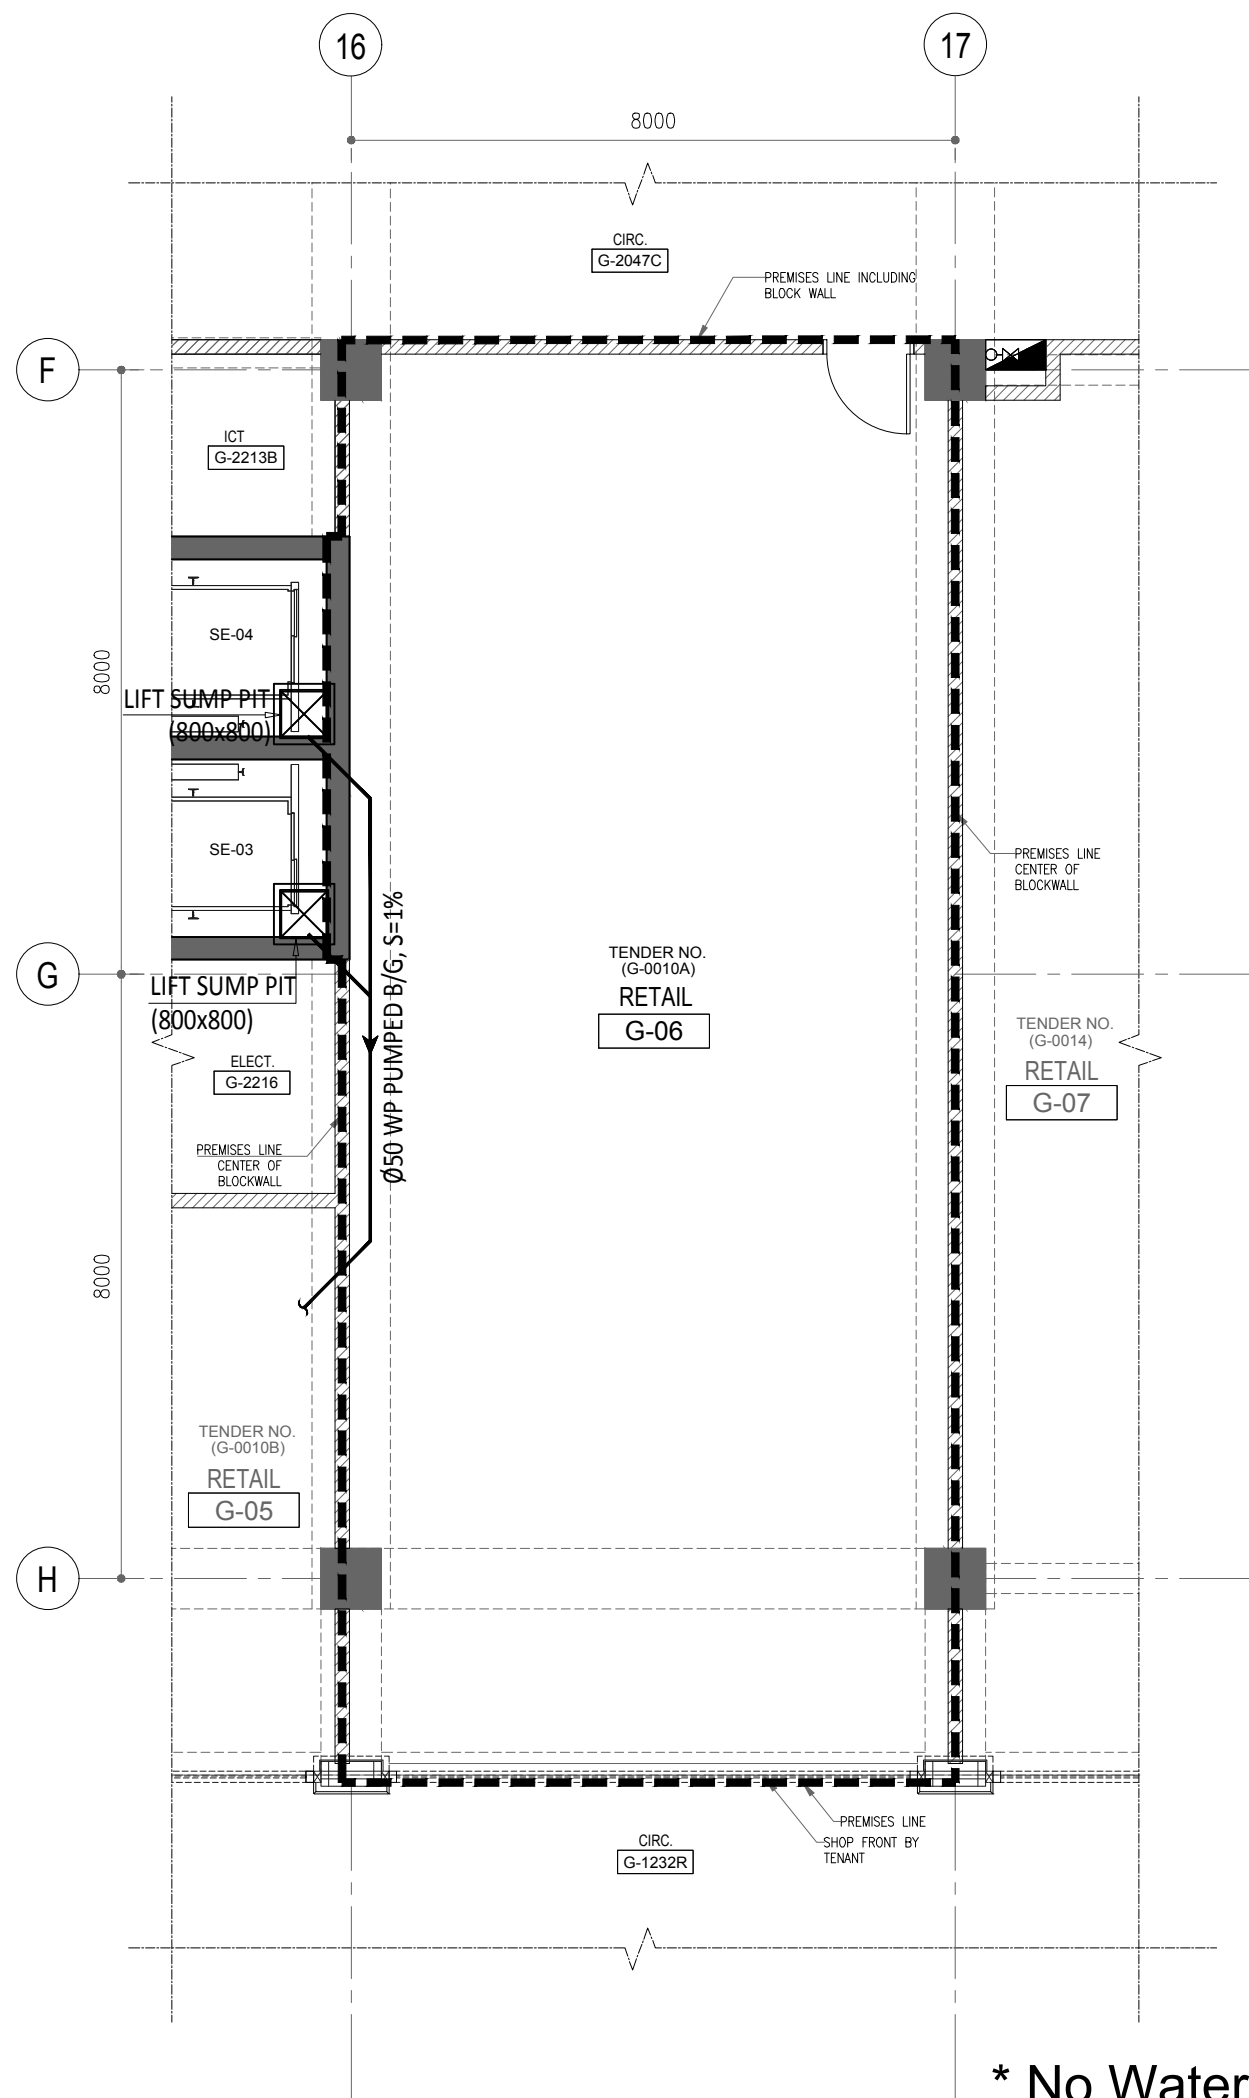 16
17
8000
CIRC.
G-2047C
PREMISES LINE INCLUDING
BLOCK WALL
F
ICT
G-2213B
SE-04
8000
LIFT SUMP PIT
(800x800)
SE-03
PREMISES LINE
CENTER OF
BLOCKWALL
Ø50 WP PUMPED B/G, S=1%
TENDER NO.
(G-0010A)
RETAIL
G-06
G
LIFT SUMP PIT
(800x800)
TENDER NO.
(G-0014)
RETAIL
G-07
ELECT.
G-2216
PREMISES LINE
CENTER OF
BLOCKWALL
8000
TENDER NO.
(G-0010B)
RETAIL
G-05
H
PREMISES LINE
SHOP FRONT BY
TENANT
CIRC.
G-1232R
* No Water